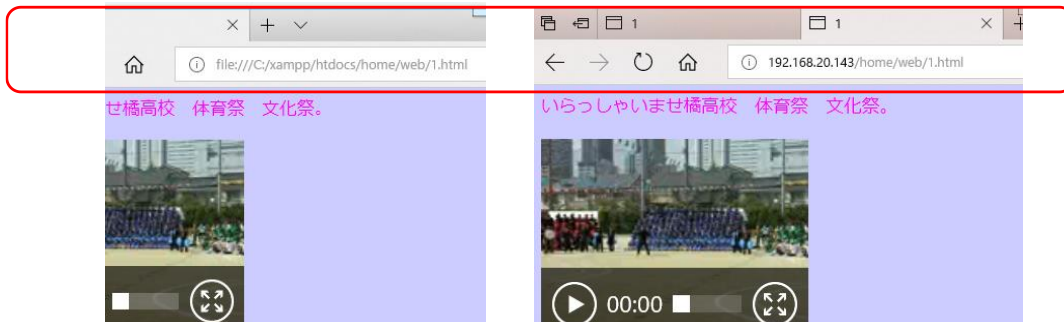 file:///C:/xampp/htdocs/home/web/1.html
せ橘高校 体育祭 文化祭。
1
1
192.168.20.143/home/web/1.html
いらっしゃいませ橘高校 体育祭 文化祭。
00:00